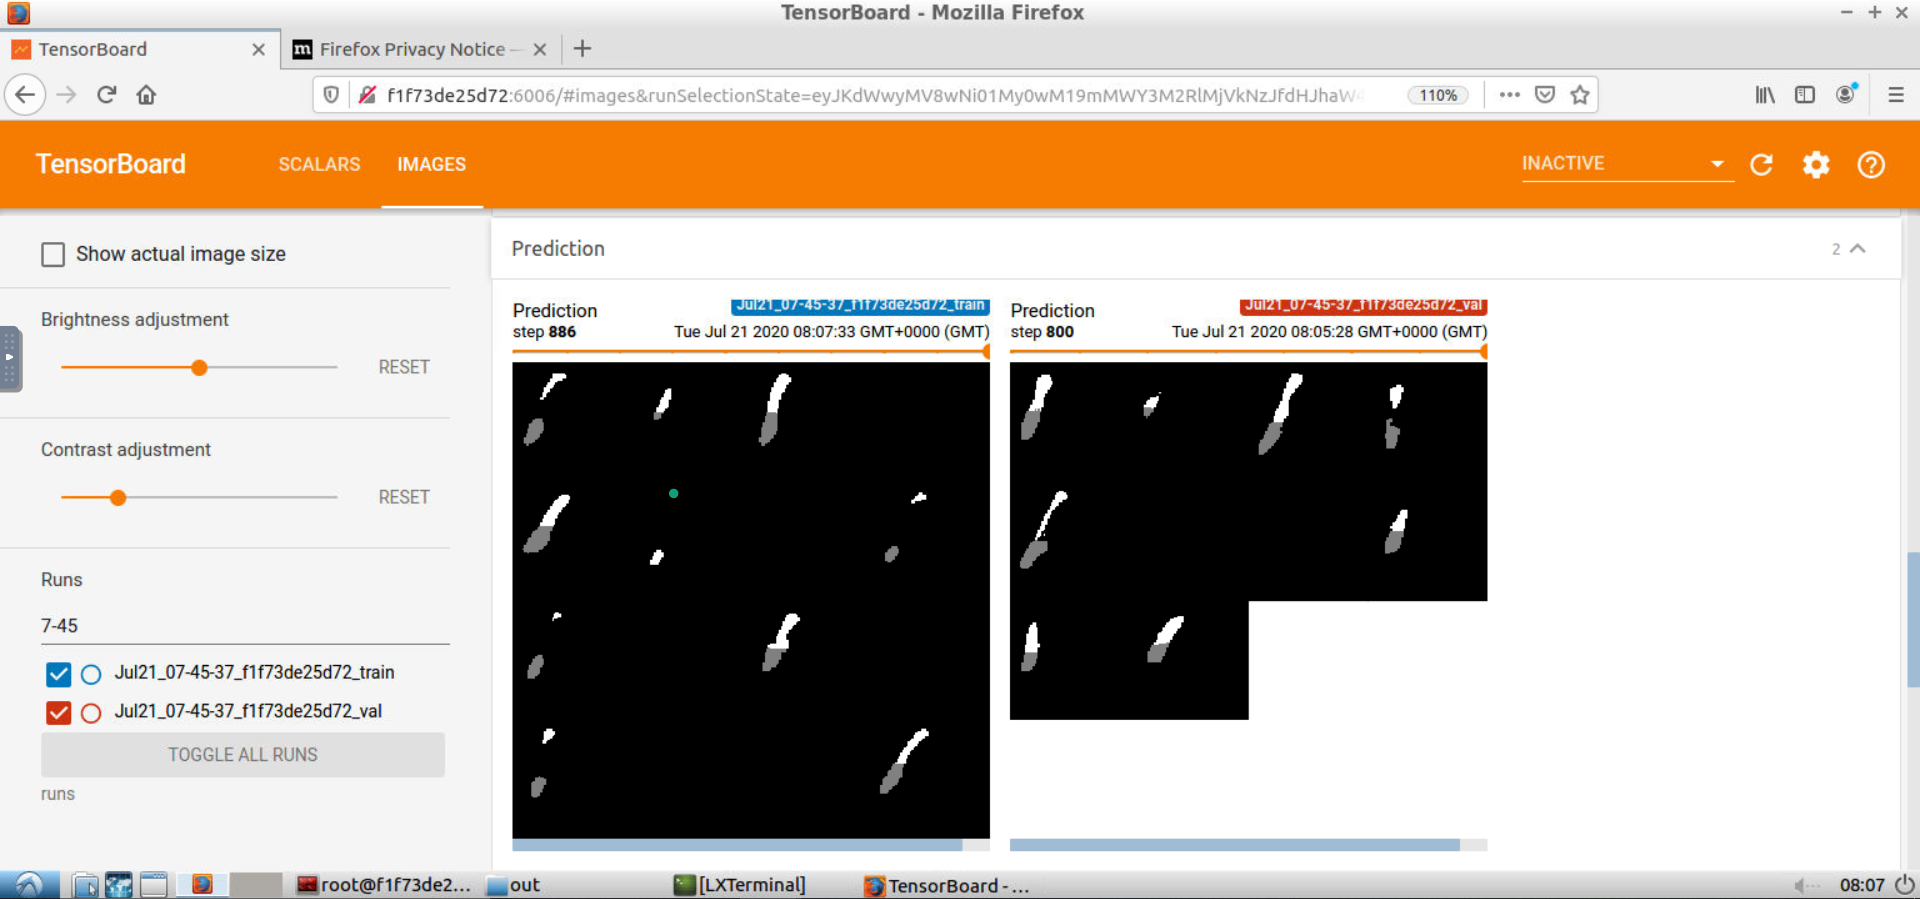 TensorBoard - Mozilla Firefox
TensorBoard
Firefox Privacy Notice —
f1f73de25d72:6006/#images&runSelectionState=eyJKdWwyMV8wNi01My0wM19mMWY3M2RlMjVkNzJfdHJhaW4
110%
TensorBoard
SCALARS
IMAGES
INACTIVE
Show actual image size
Brightness adjustment
RESET
Contrast adjustment
RESET
Runs
7-45
Jul21_07-45-37_f1f73de25d72_train
Jul21_07-45-37_f1f73de25d72_val
TOGGLE ALL RUNS
runs
Prediction
2
Prediction
Jul21_07-45-37_f1f73de25d72_train
step 886
Tue Jul 21 2020 08:07:33 GMT+0000 (GMT)
Prediction
Jul21_07-45-37_f1f73de25d72_val
step 800
Tue Jul 21 2020 08:05:28 GMT+0000 (GMT)
root@f1f73de2...
out
[LXTerminal]
TensorBoard - ...
08:07